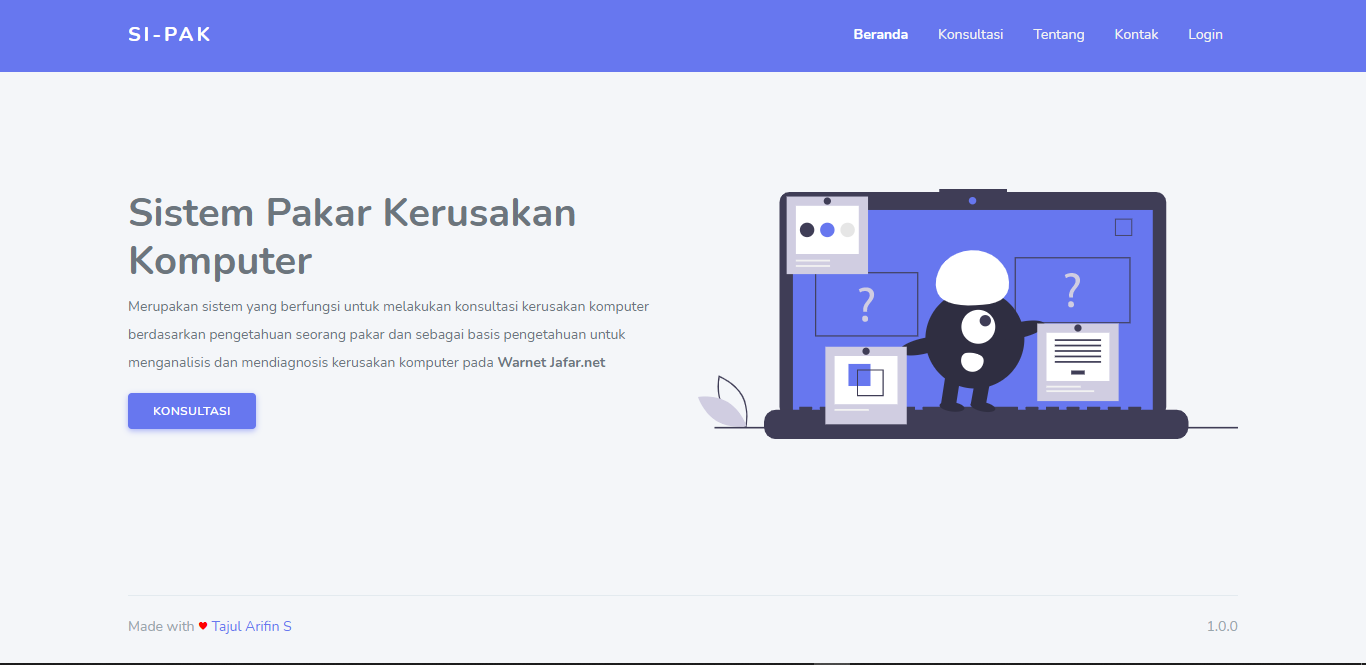 SI-PAK
Beranda
Konsultasi
Tentang
Kontak
Login
Sistem Pakar Kerusakan
Komputer
Merupakan sistem yang berfungsi untuk melakukan konsultasi kerusakan komputer
berdasarkan pengetahuan seorang pakar dan sebagai basis pengetahuan untuk
menganalisis dan mendiagnosis kerusakan komputer pada Warnet Jafar.net
KONSULTASI
?
?
Made with ♥ Tajul Arifin S
1.0.0